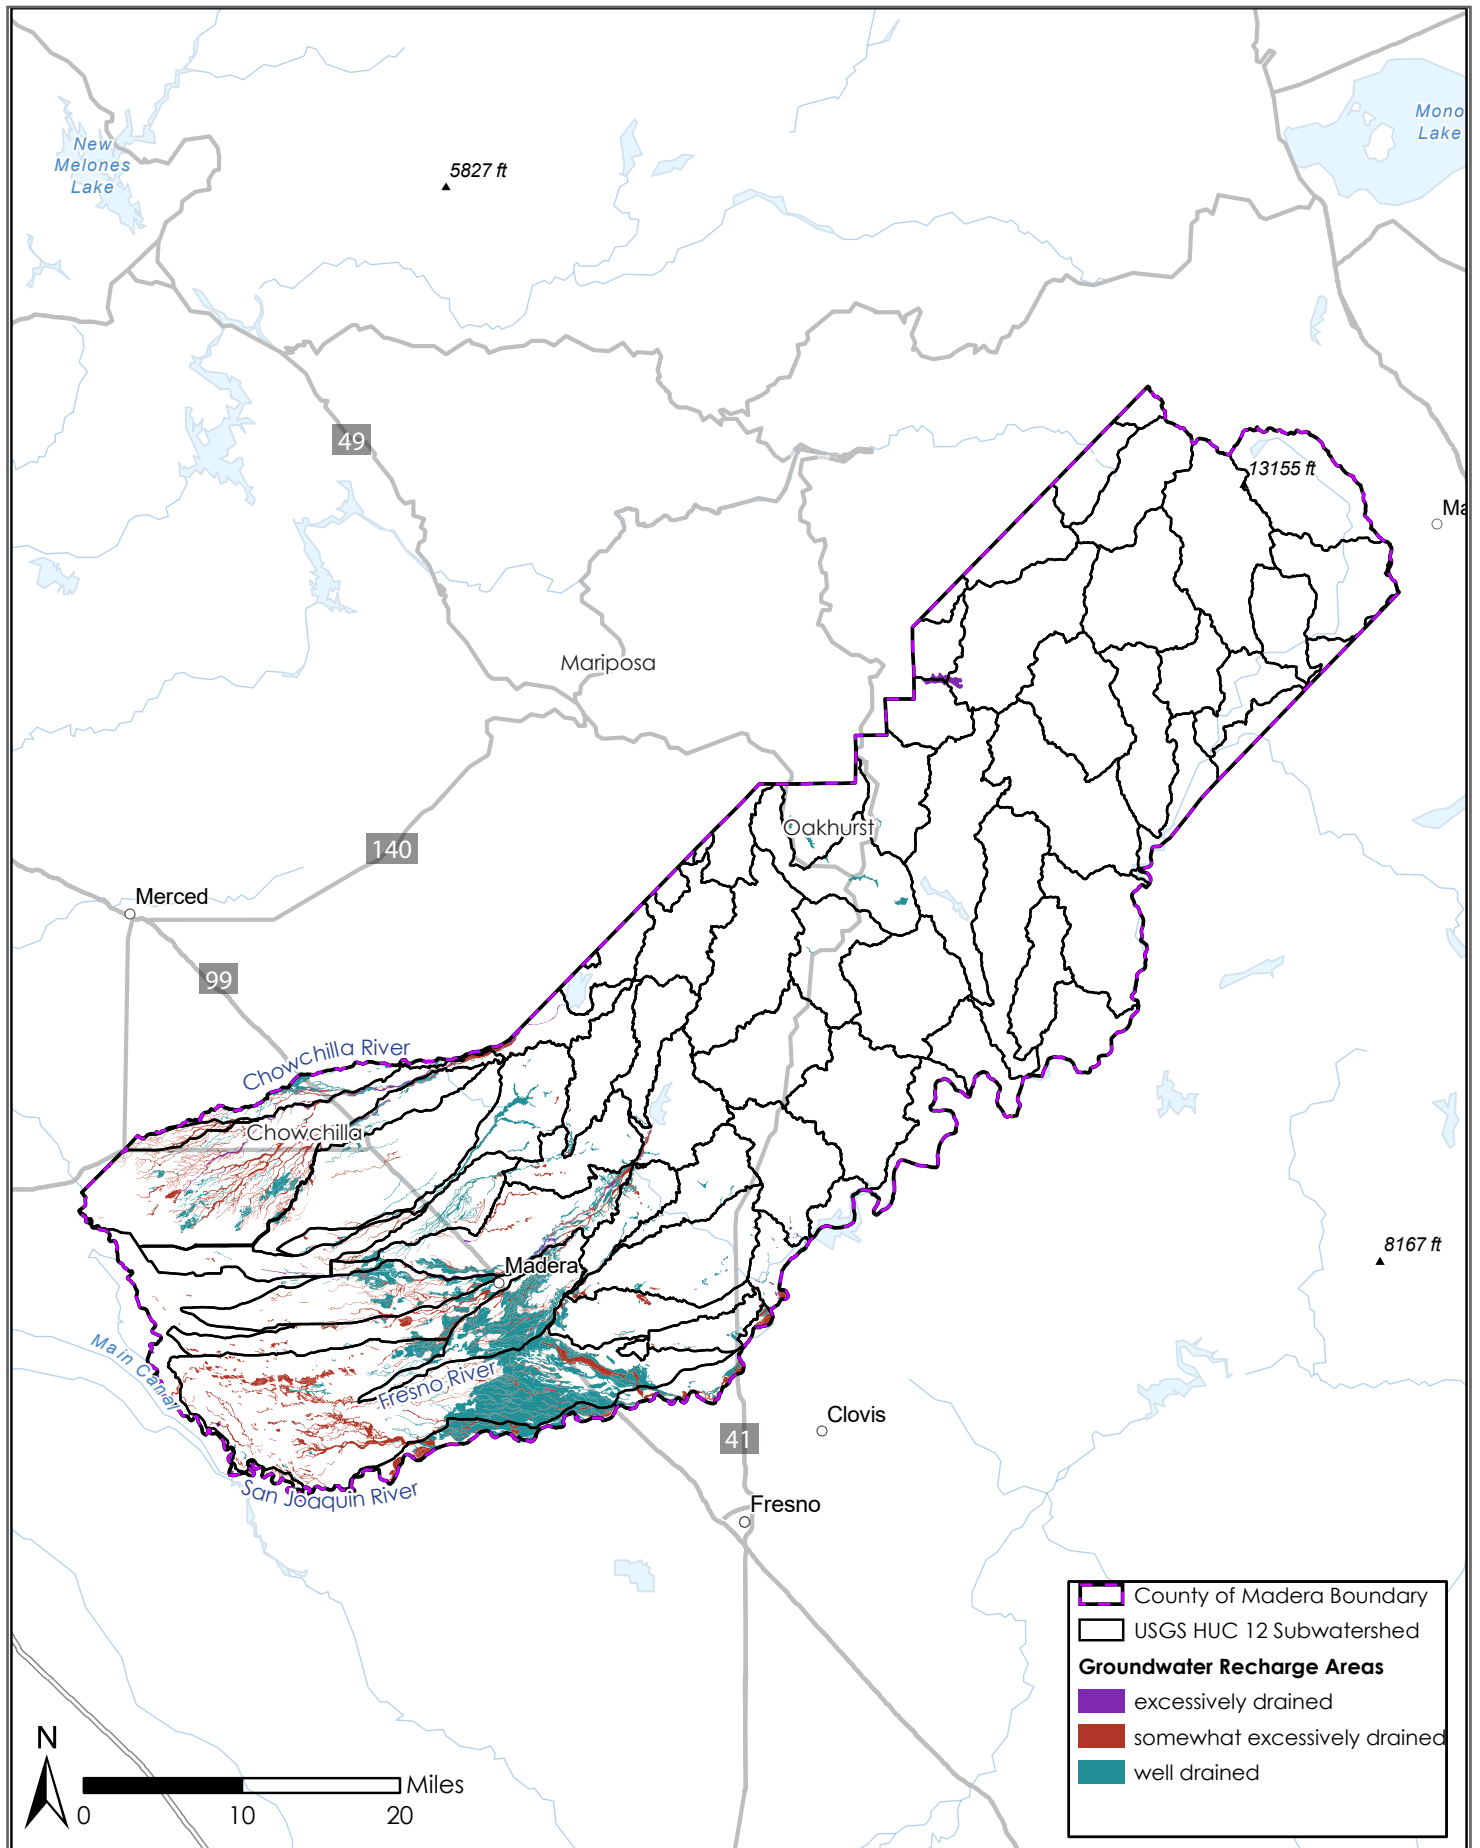 Mono
Lake
New
Melones
Lake
5827 ft
49
13155 ft
Ma
Mariposa
Oakhurst
140
Merced
99
Chowchilla River
Chowchilla
Madera
8167 ft
Main Canal
Fresno River
Clovis
41
San Joaquin River
Fresno
County of Madera Boundary
USGS HUC 12 Subwatershed
Groundwater Recharge Areas
excessively drained
somewhat excessively drained
well drained
N
Miles
0 10 20